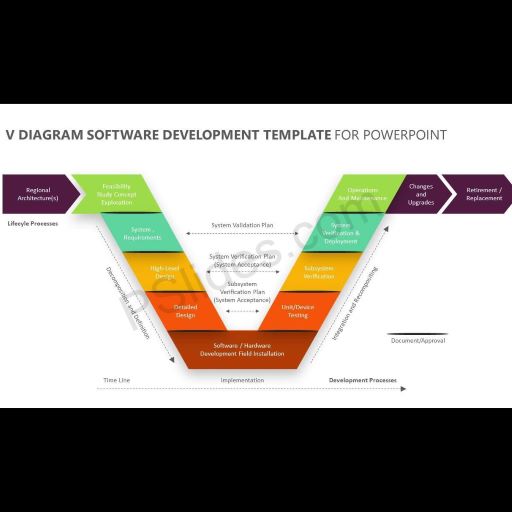 V DIAGRAM SOFTWARE DEVELOPMENT TEMPLATE FOR POWERPOINT
Regional
Architecture(s)
Feasibility
Study Concept
Exploration
Operations
And Maintenance
Changes
and
Upgrades
Retirement /
Replacement
Lifecyle Processes
System ,
Requirements
System Validation Plan
System
Verification &
Deployment
High-Level
Design
System Verification Plan
(System Acceptance)
Subsystem
Verification
Detailed
Design
Subsystem
Verification Plan
(System Acceptance)
Unit/Device
Testing
Decomposition and Definition
Integration and Recompositing
Software / Hardware
Development Field Installation
Document/Approval
Time Line
Implementation
Development Processes
pSlides.com